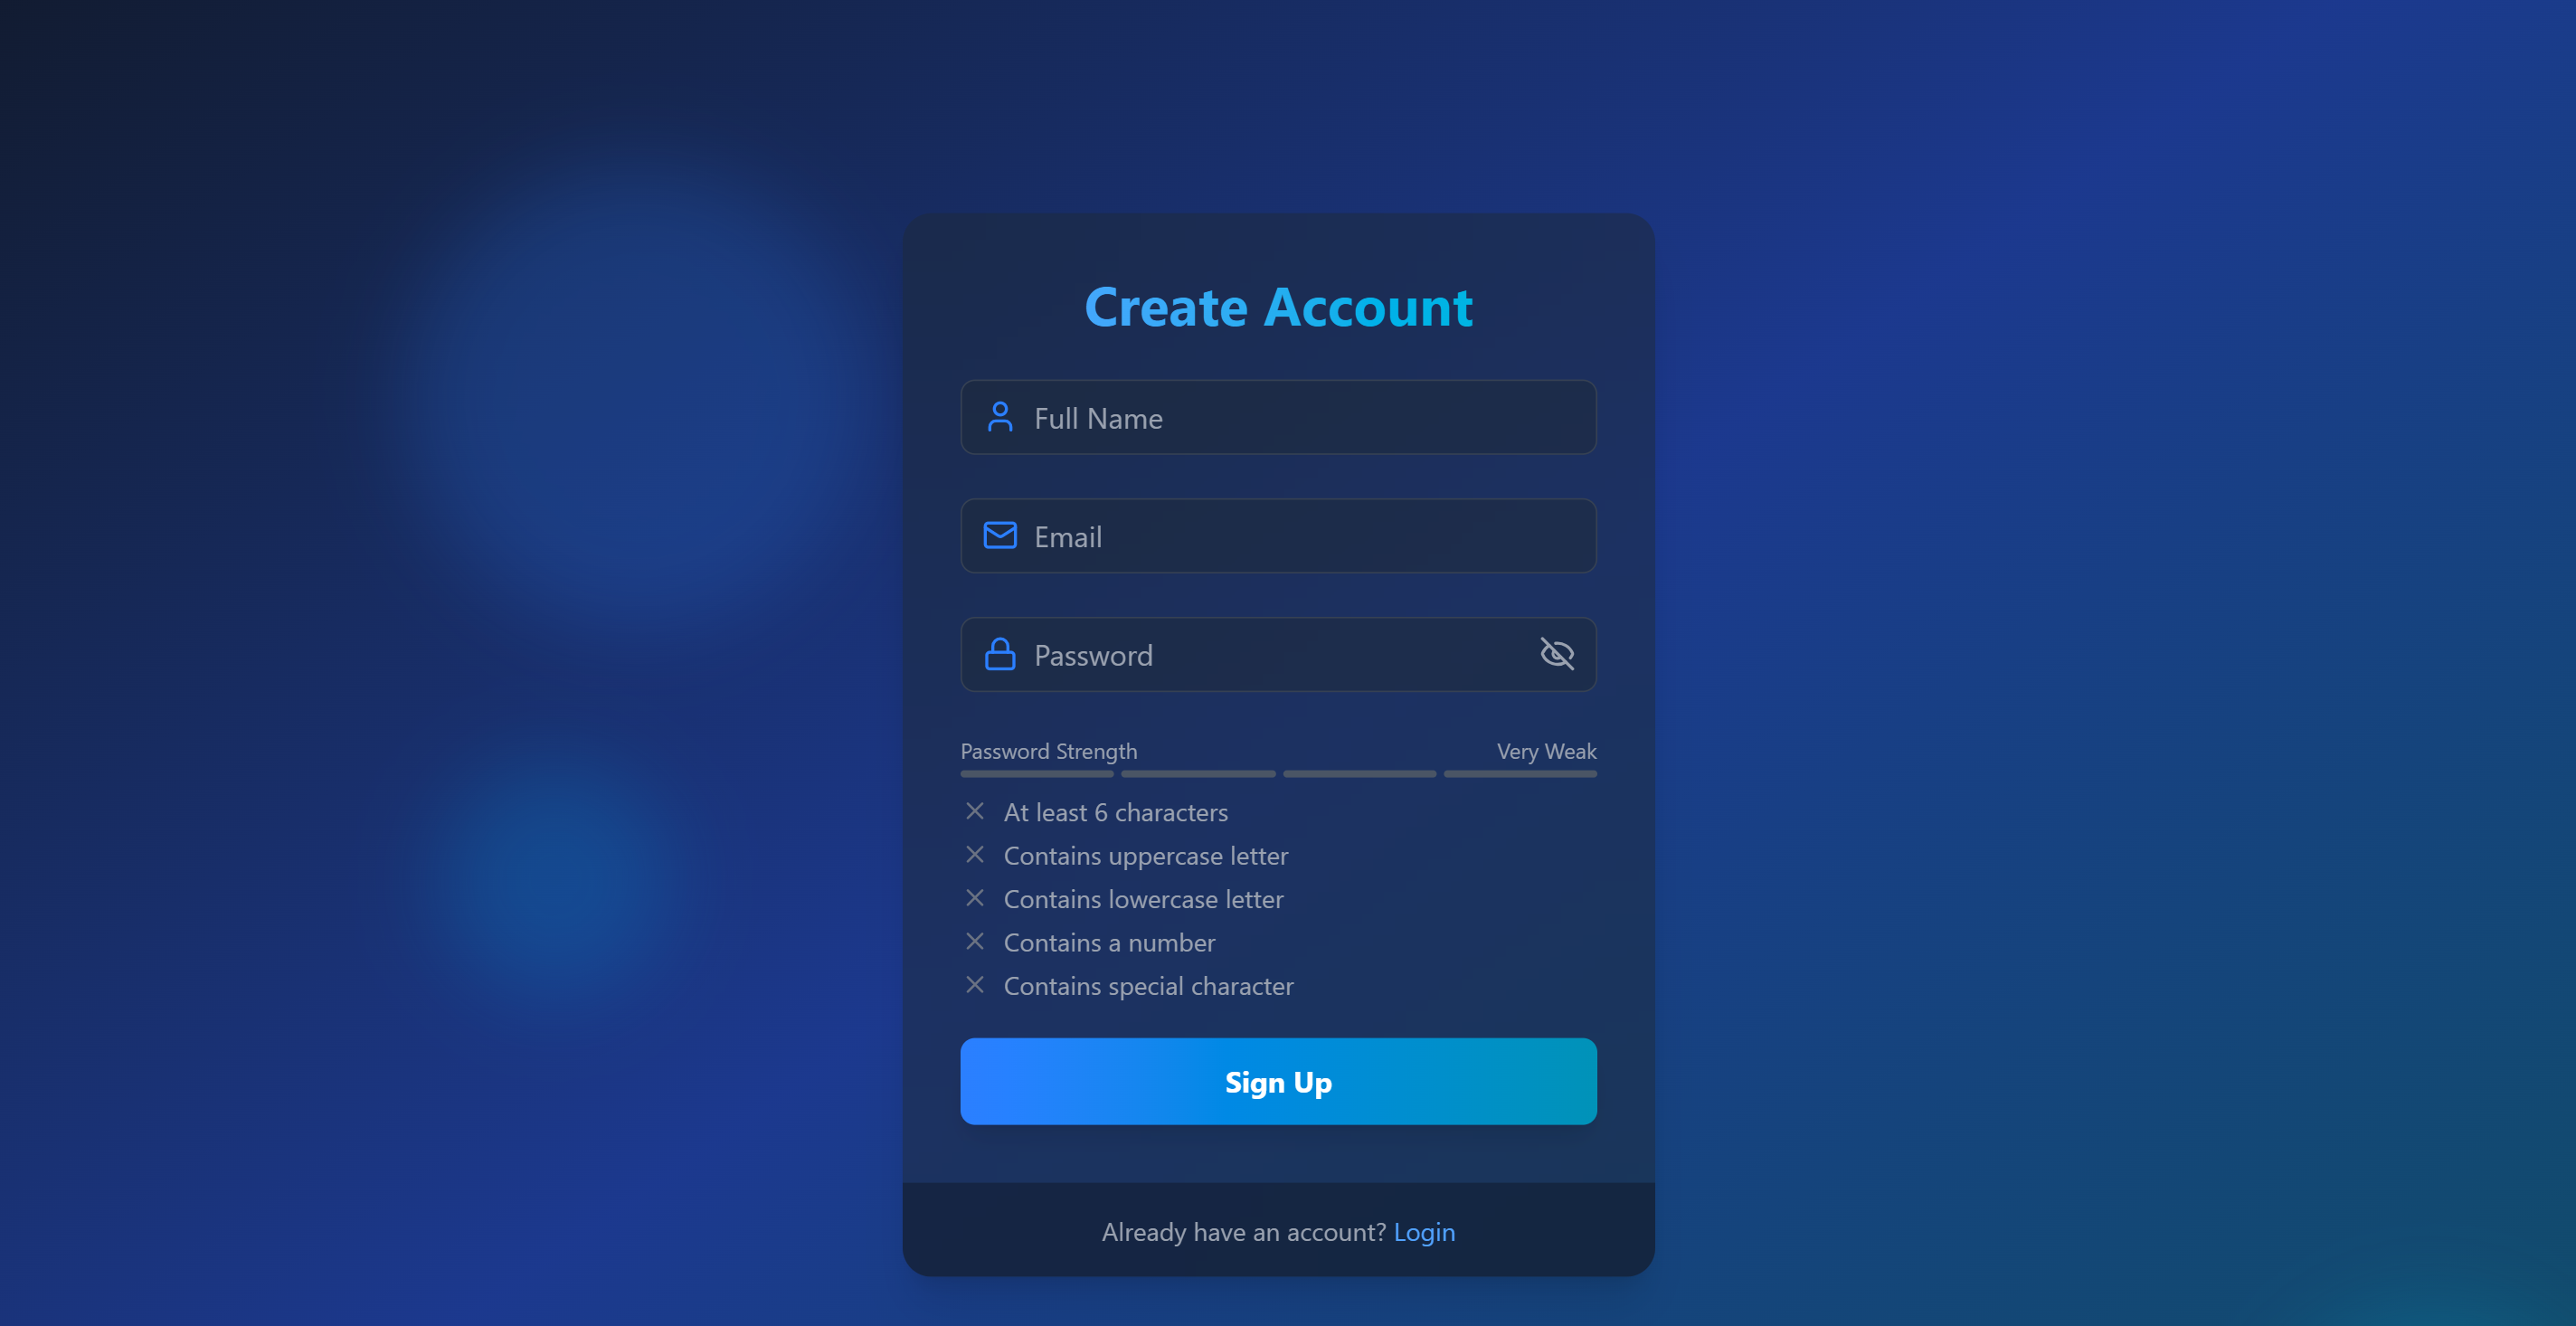 Create Account
Full Name
Email
Password
Password Strength Very Weak
At least 6 characters
Contains uppercase letter
Contains lowercase letter
Contains a number
Contains special character
Sign Up
Already have an account? Login